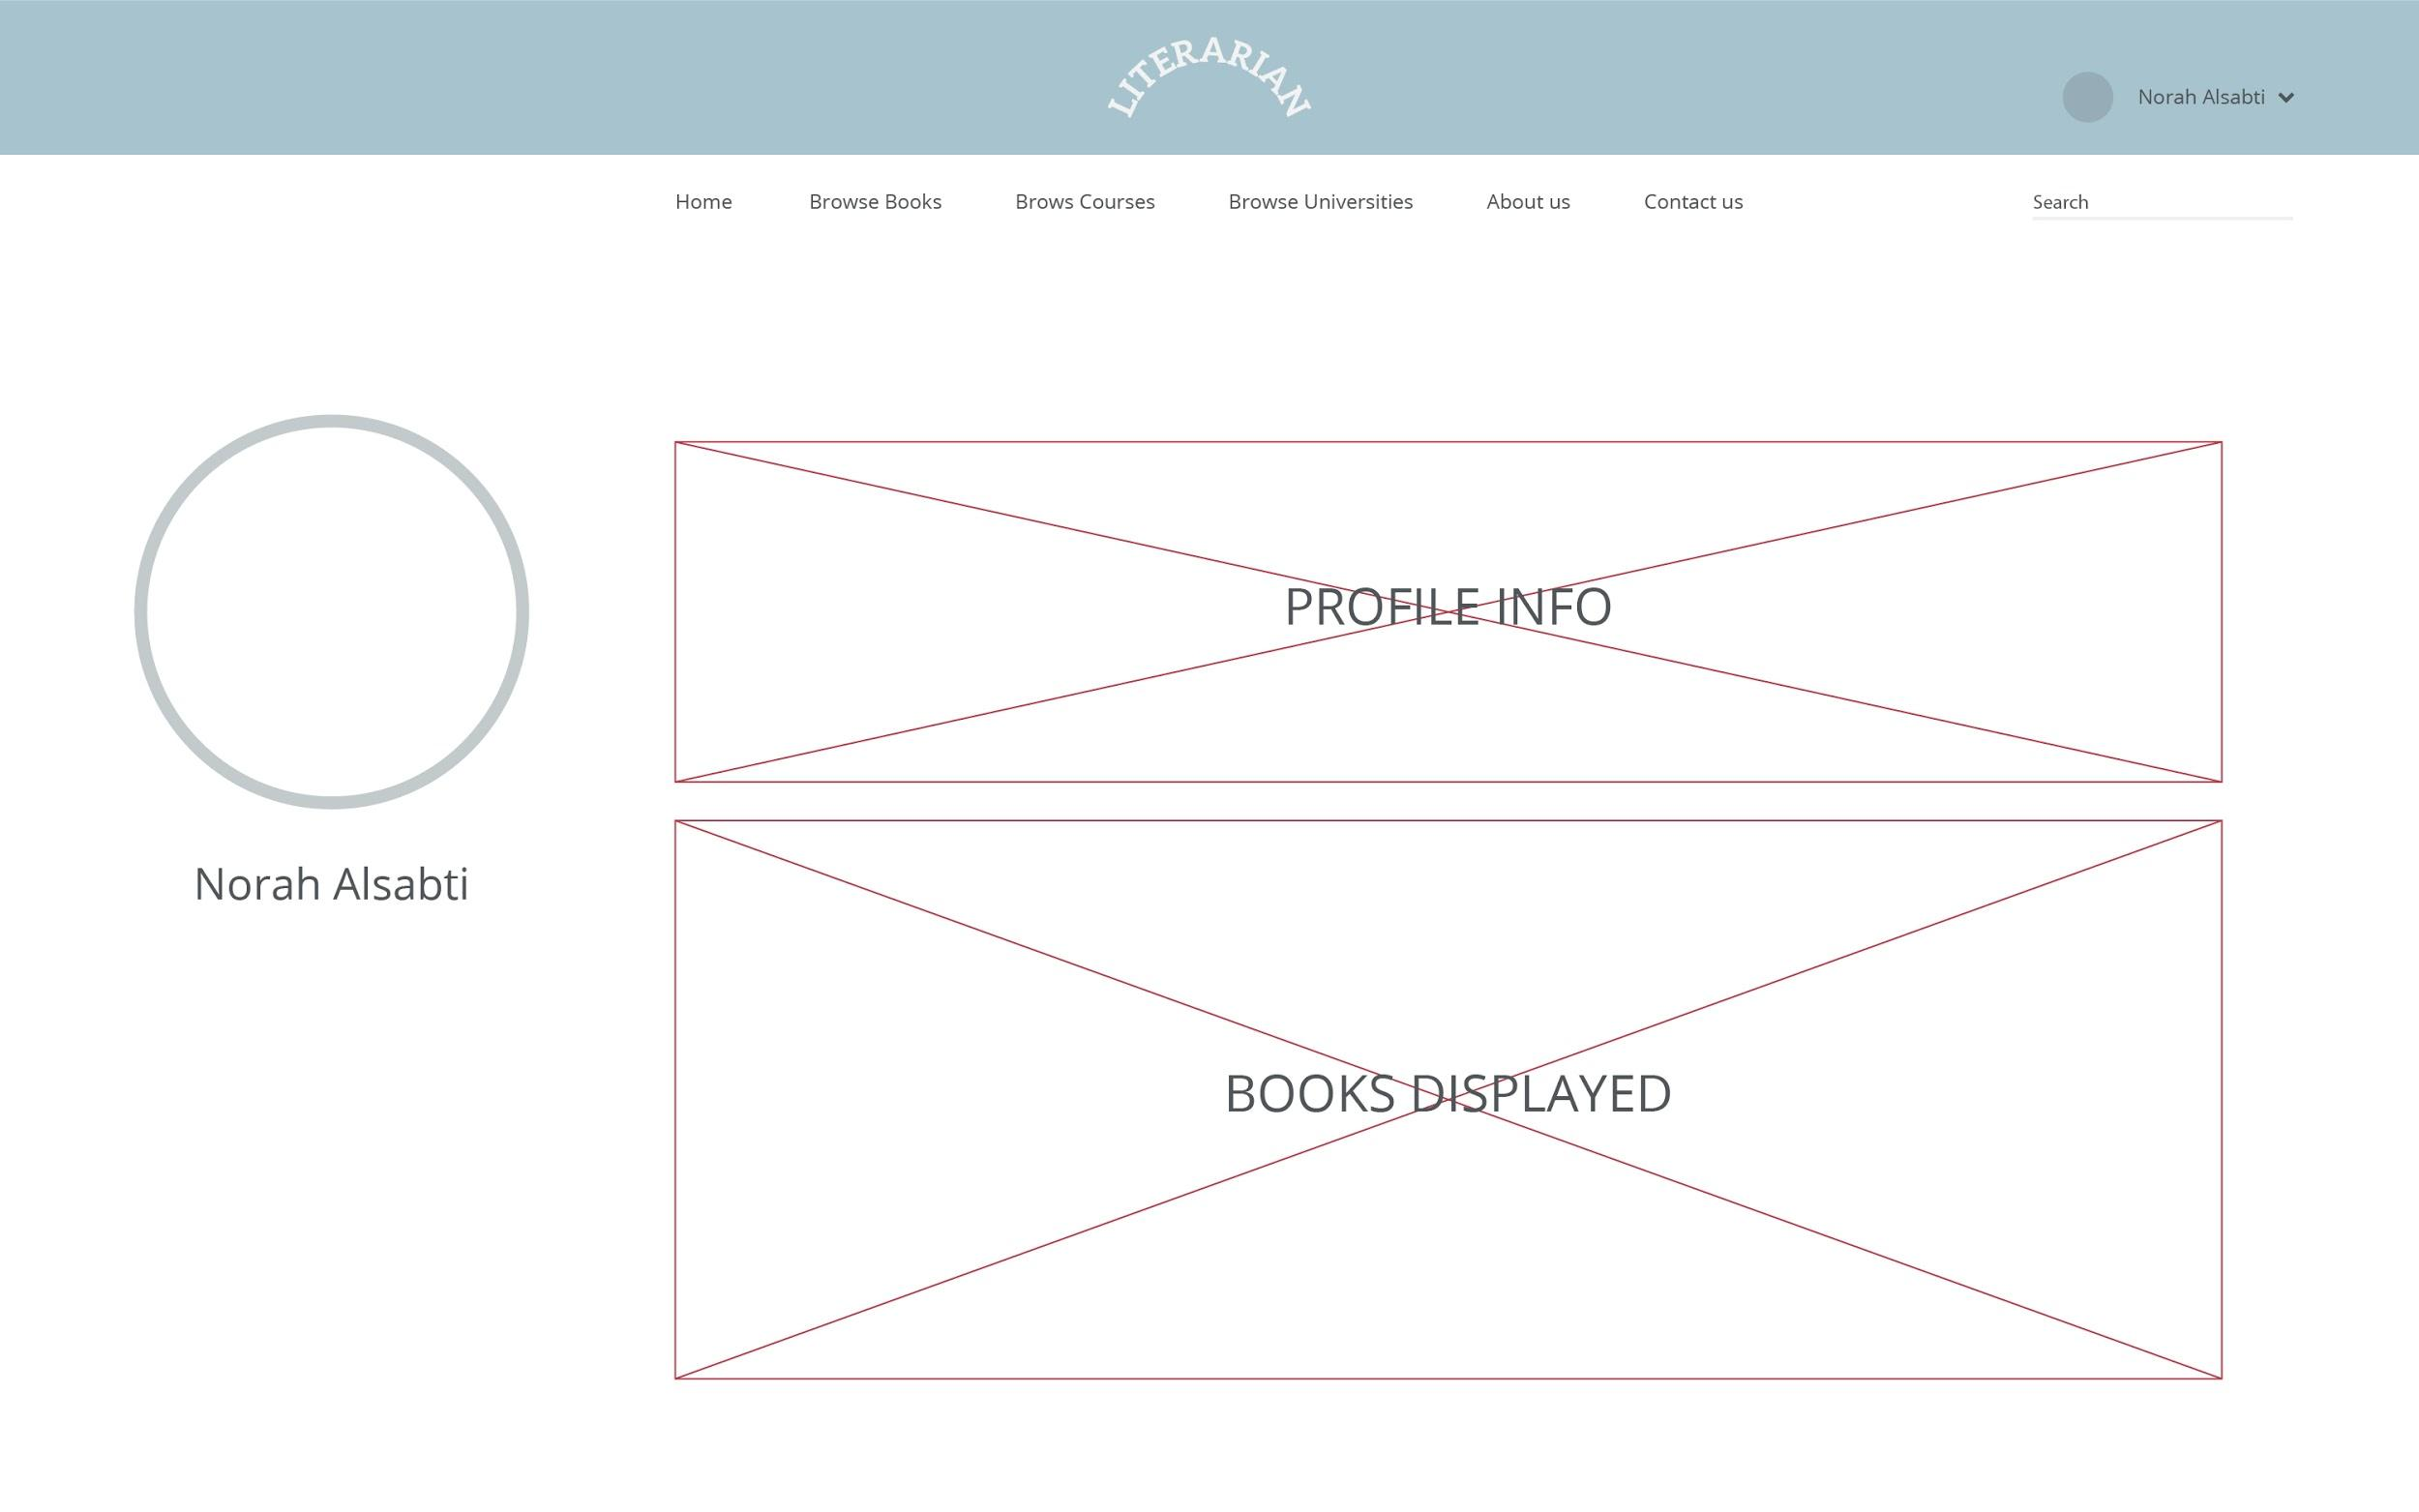 LITERARIAN
Norah Alsabti
Home Browse Books Brows Courses Browse Universities About us Contact us Search
PROFILE INFO
Norah Alsabti
BOOKS DISPLAYED